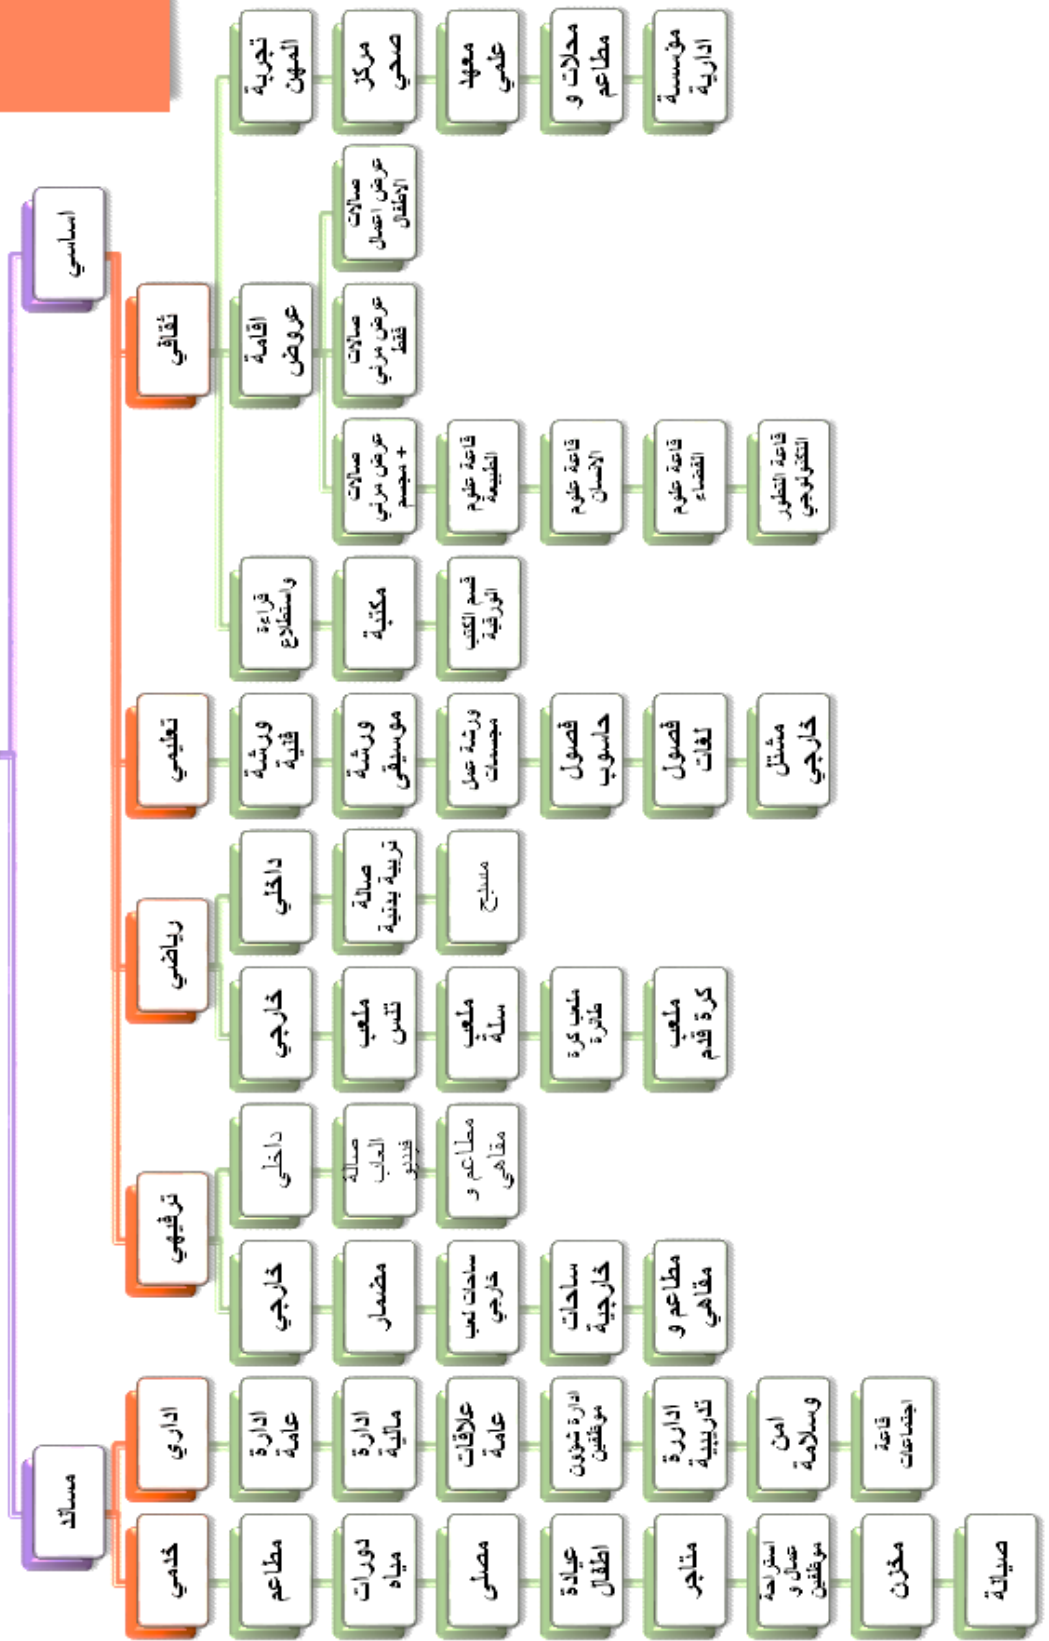 اساسي
ثقافي
تجربة
المهن
مركز
صحي
معهد
علمي
محلات و
مطاعم
مؤسسة
ادارية
اقامة
عروض
صالات
عرض اعمال
الاطفال
صالات
عرض مرئي
فقط
صالات
عرض مرئي
+ مجسم
قاعة علوم
الطبيعة
قاعة علوم
الانسان
قاعة علوم
الفضاء
قاعة التطور
التكنولوجي
قراءة
واستطلاع
مكتبة
قسم الكتب
الورقية
تعليمي
ورشة
فنية
ورشة
موسيقى
ورشة عمل
مجسمات
فصول
حاسوب
فصول
لغات
مشتل
خارجي
رياضي
داخلي
صالة
تربية بدنية
مسبح
خارجي
ملعب
تنس
ملعب
سلة
ملعب كرة
طائرة
ملعب
كرة قدم
ترفيهي
داخلي
صالة
العاب
فيديو
مطاعم و
مقاهي
خارجي
مضمار
ساحات لعب
خارجي
ساحات
خارجية
مطاعم و
مقاهي
مساند
اداري
ادارة
عامة
ادارة
مالية
علاقات
عامة
ادارة شؤون
موظفين
اداررة
تدريبية
امن
وسلامة
قاعة
اجتماعات
خدمي
مطاعم
دورات
مياه
مصلى
عيادة
اطفال
متاجر
استراحة
عمال و
موظفين
مخزن
صيانة